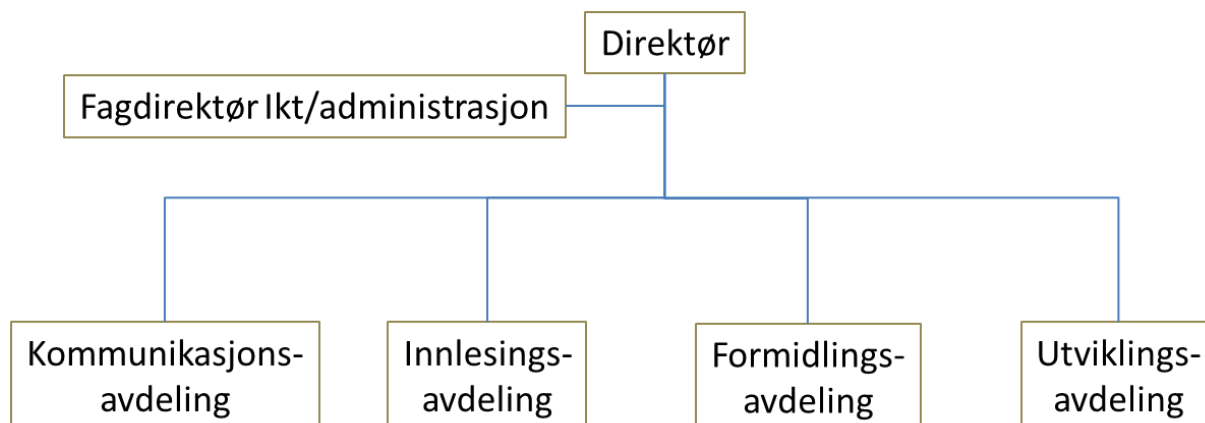 Direktør
Fagdirektør Ikt/administrasjon
Kommunikasjons-
avdeling
Innlesings-
avdeling
Formidlings-
avdeling
Utviklings-
avdeling